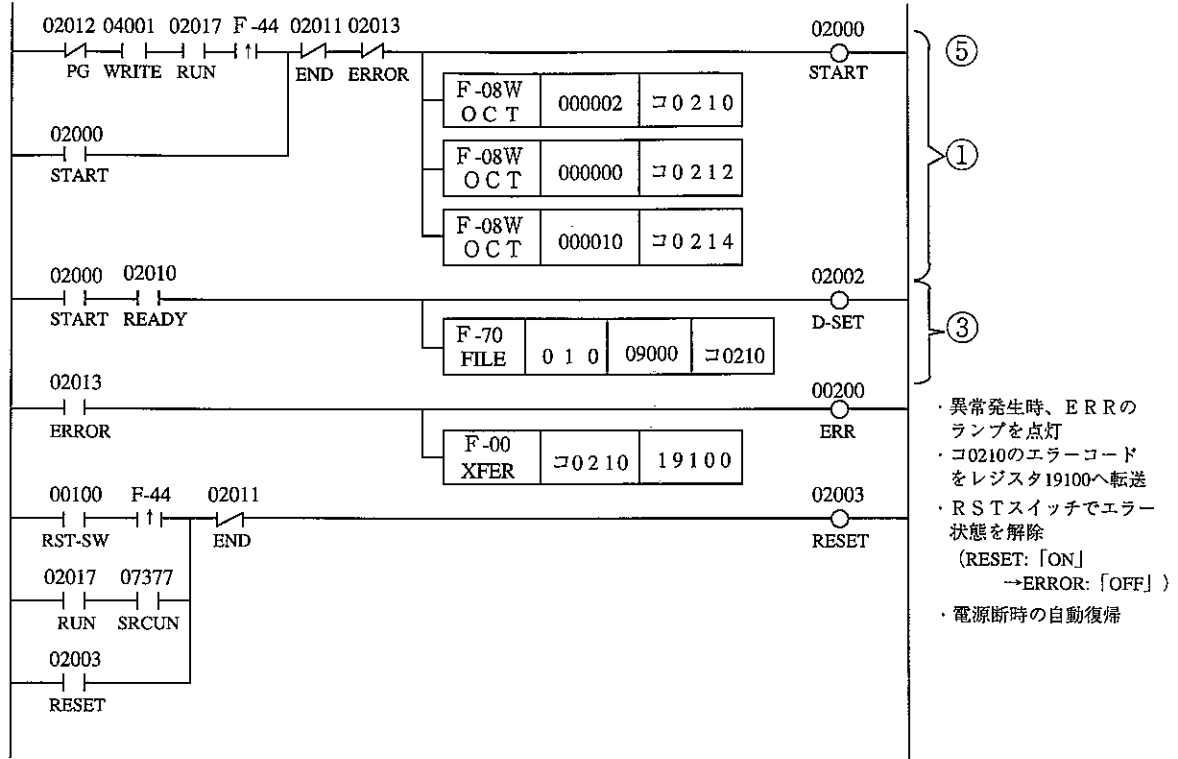 02012 04001 02017 F-44 02011 02013 02000
PG WRITE RUN END ERROR START
⑤
F-08W
OCT 000002 コ0210
02000
START
F-08W
OCT 000000 コ0212
①
F-08W
OCT 000010 コ0214
02000 02010 02002
START READY D-SET
F-70
FILE 010 09000 コ0210
③
02013 00200
ERROR ERR
F-00
XFER コ0210 19100
・異常発生時、ERRの
ランプを点灯
・コ0210のエラーコード
をレジスタ19100へ転送
・RSTスイッチでエラー
状態を解除
(RESET:「ON」
→ERROR:「OFF」)
・電源断時の自動復帰
00100 F-44 02011 02003
RST-SW END RESET
02017 07377
RUN SRCUN
02003
RESET